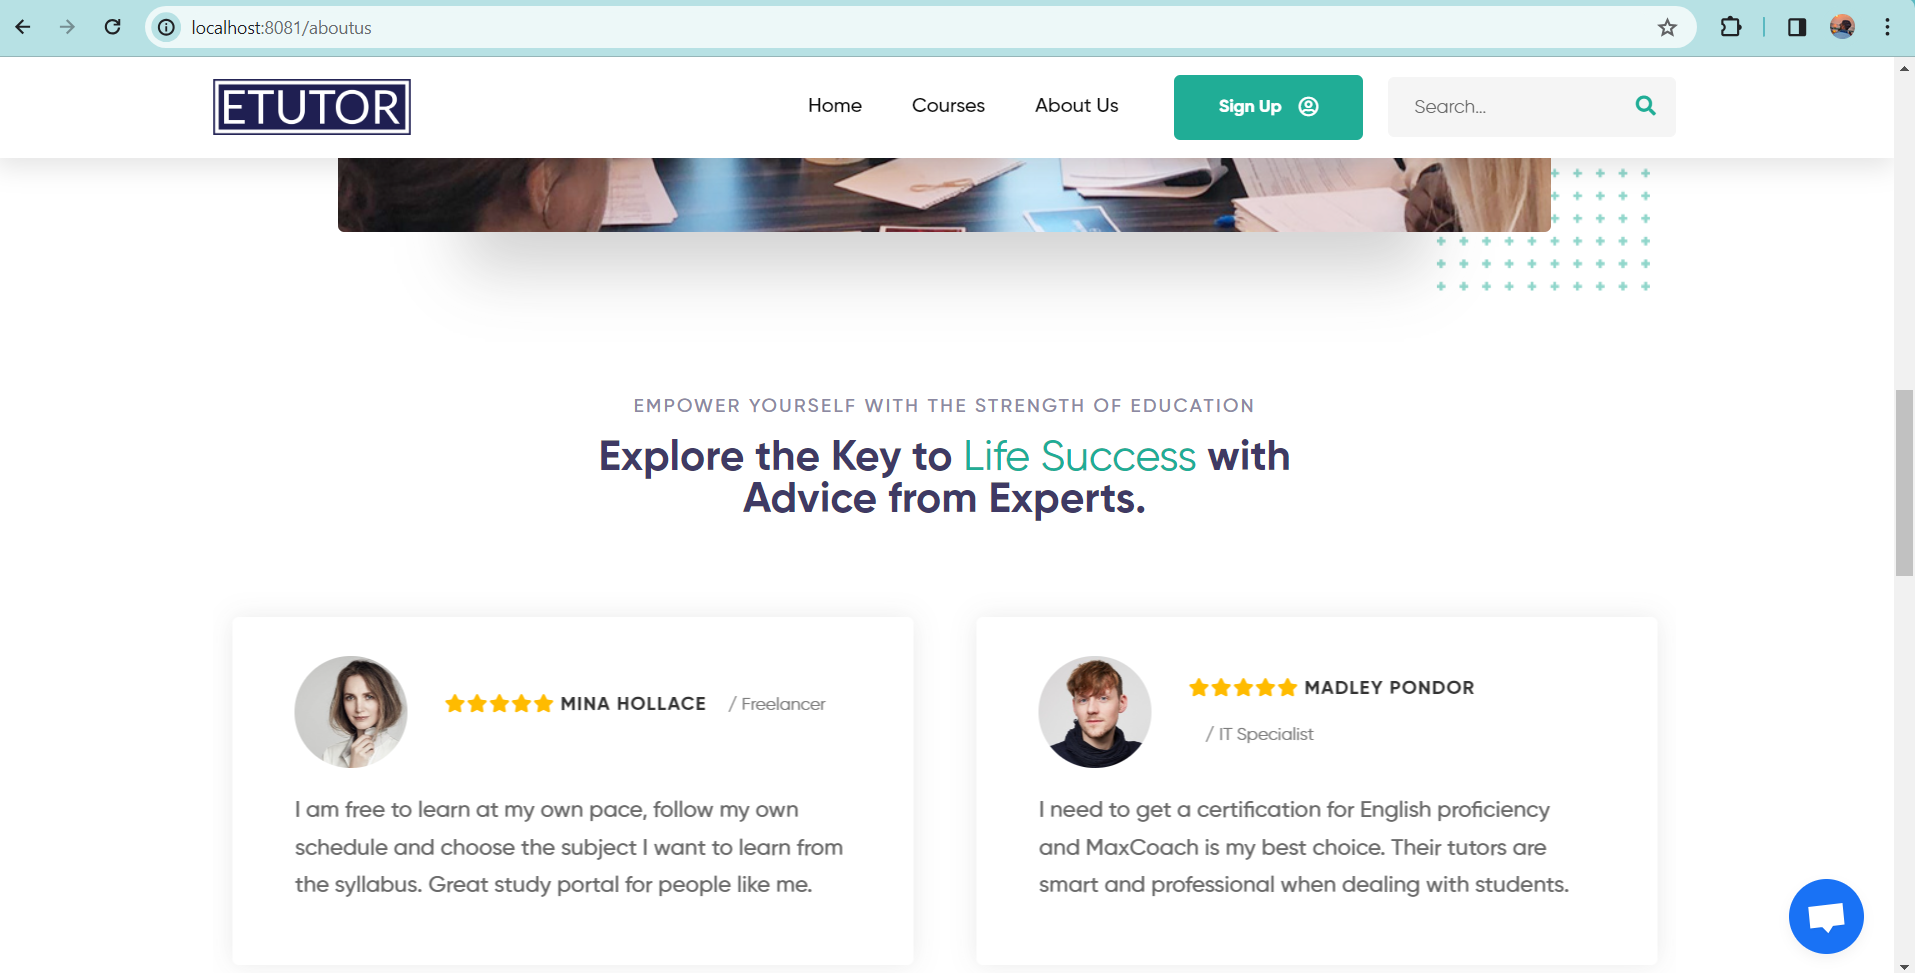 localhost:8081/aboutus
ETUTOR
Home Courses About Us Sign Up Search...
EMPOWER YOURSELF WITH THE STRENGTH OF EDUCATION
Explore the Key to Life Success with
Advice from Experts.
MINA HOLLACE / Freelancer
I am free to learn at my own pace, follow my own
schedule and choose the subject I want to learn from
the syllabus. Great study portal for people like me.
MADLEY PONDOR
/ IT Specialist
I need to get a certification for English proficiency
and MaxCoach is my best choice. Their tutors are
smart and professional when dealing with students.